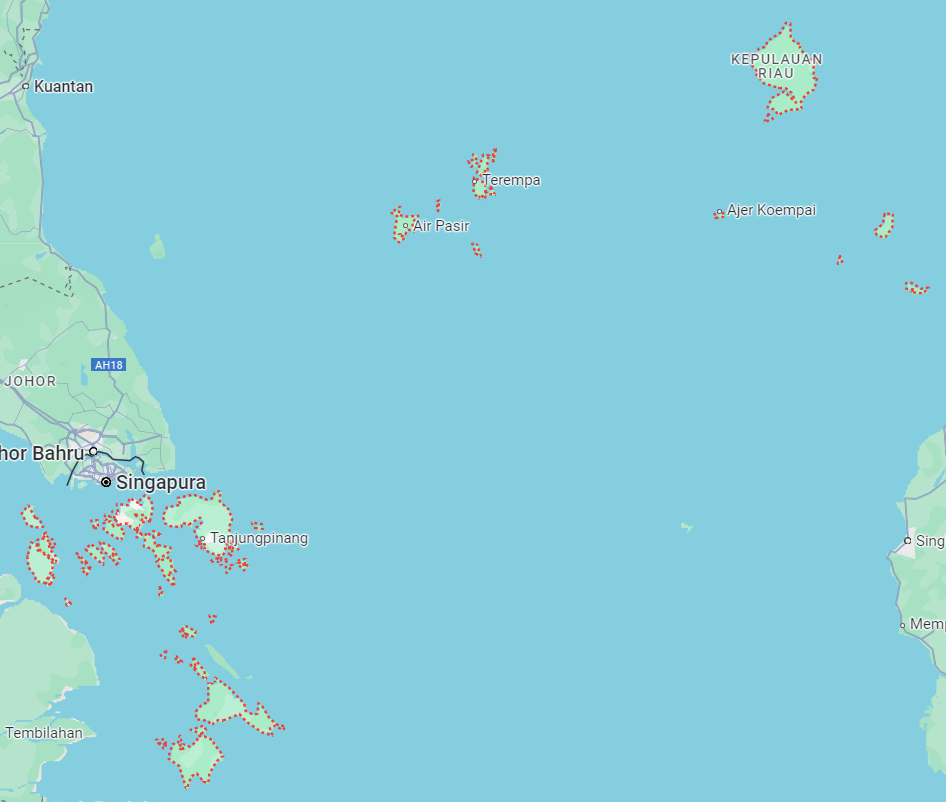 KEPULAUAN
RIAU
Kuantan
Terempa
Ajer Koempai
Air Pasir
AH18
JOHOR
hor Bahru
Singapura
Tanjungpinang
Sing
Memp
Tembilahan